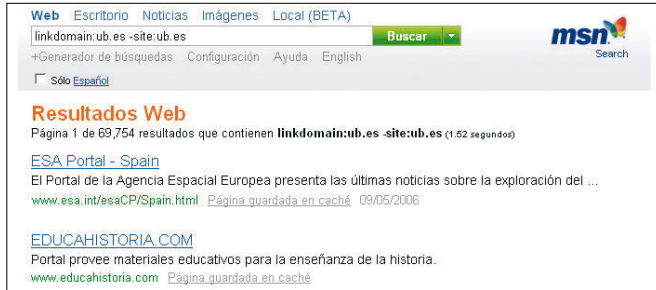 Web Escritorio Noticias Imágenes Local (BETA)
linkdomain:ub.es -site:ub.es Buscar
msn
Search
+Generador de búsquedas Configuración Ayuda English
Sólo Español
Resultados Web
Página 1 de 69,754 resultados que contienen linkdomain:ub.es -site:ub.es (1.52 segundos)
ESA Portal - Spain
El Portal de la Agencia Espacial Europea presenta las últimas noticias sobre la exploración del ...
www.esa.int/esaCP/Spain.html Página guardada en caché 09/05/2006
EDUCAHISTORIA.COM
Portal provee materiales educativos para la enseñanza de la historia.
www.educahistoria.com Página guardada en caché